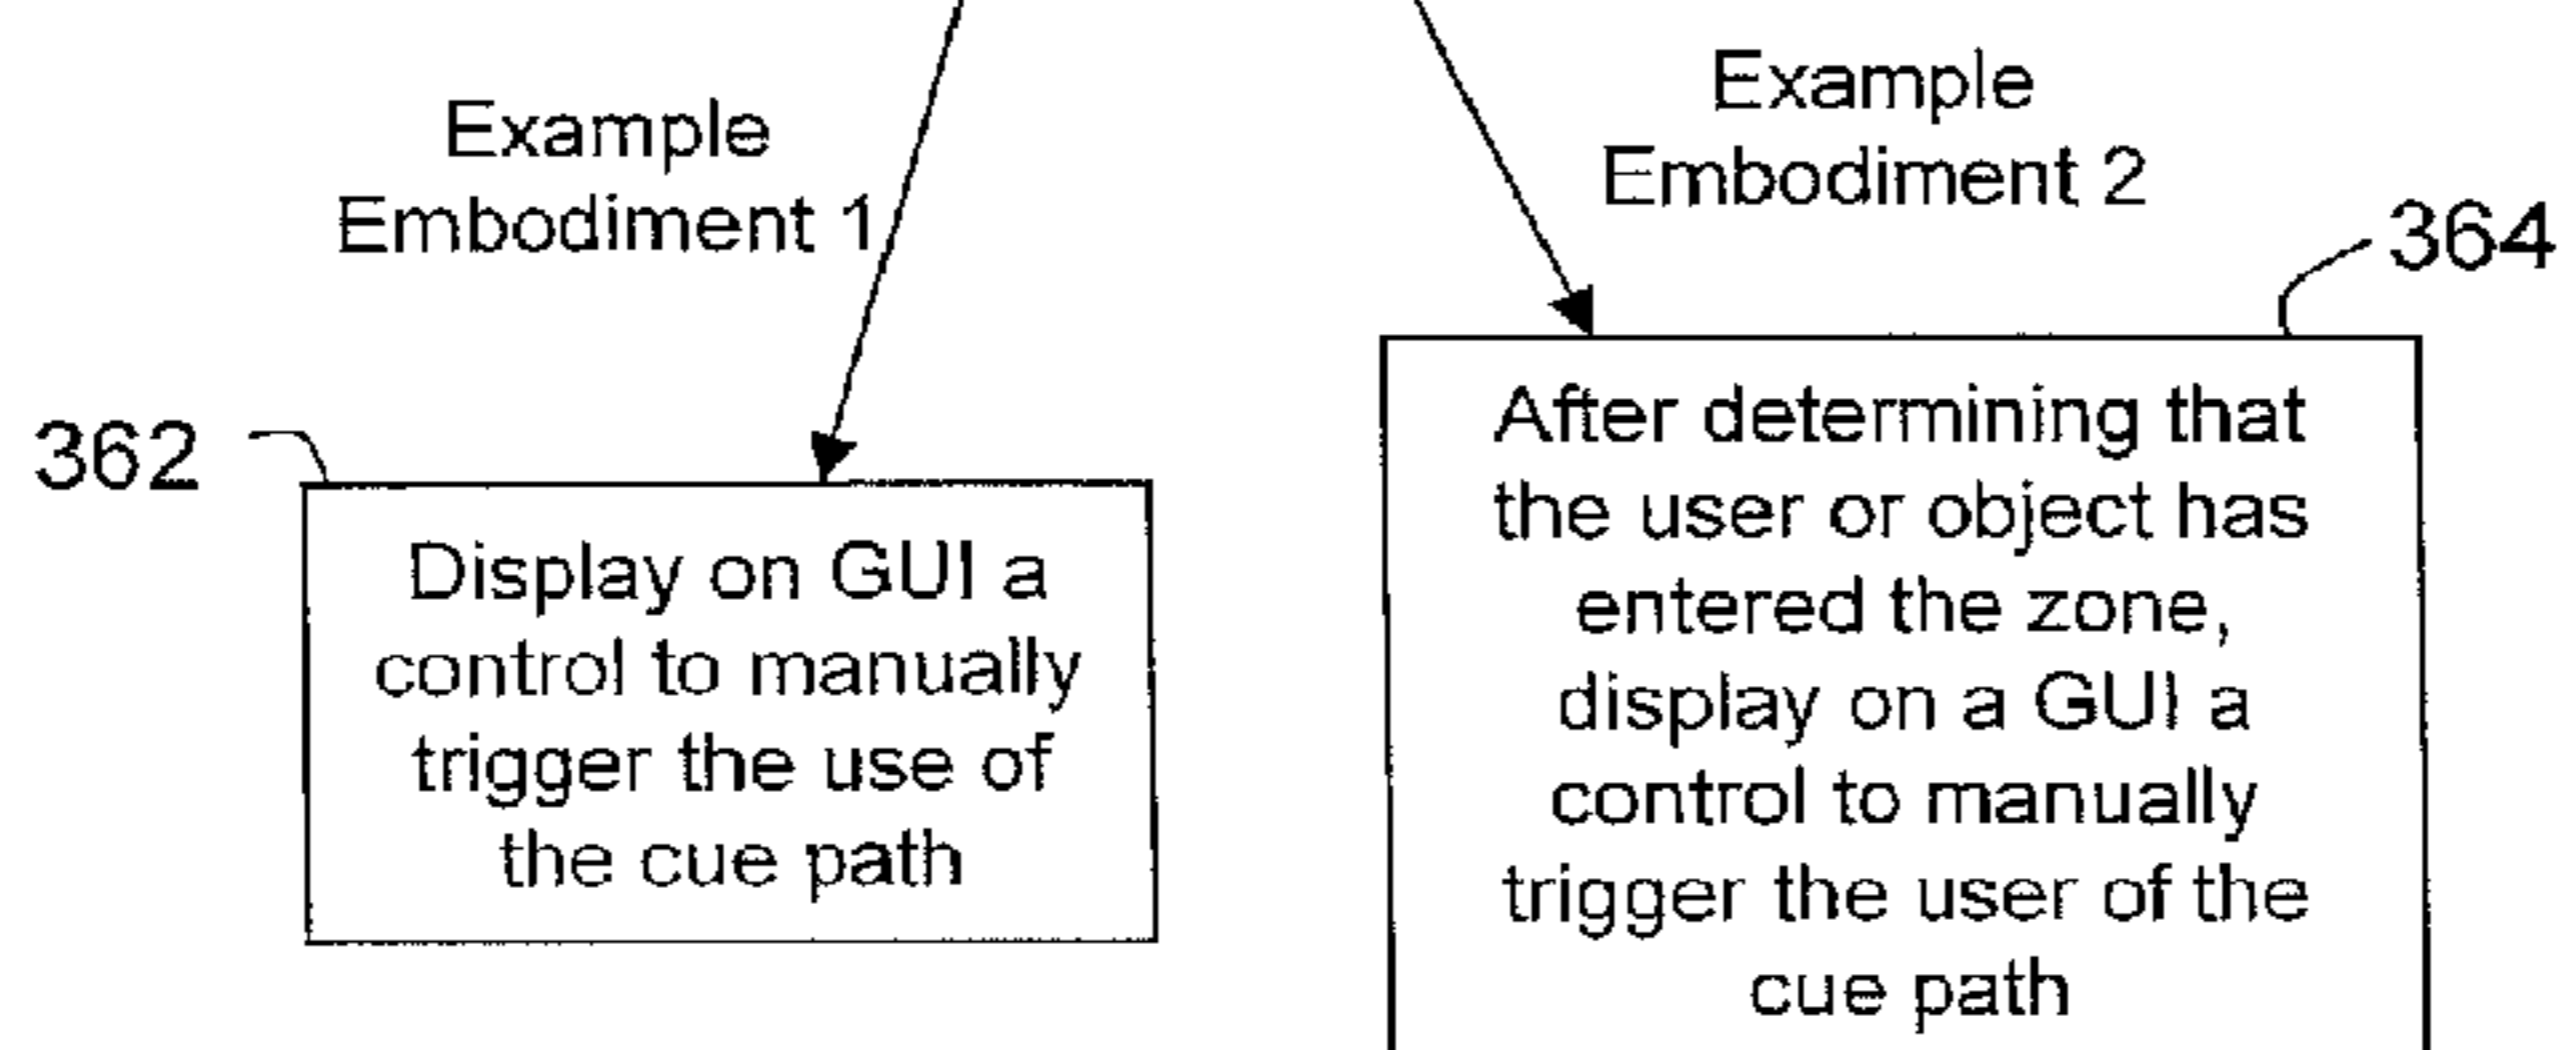 Example
Embodiment 1
Example
Embodiment 2
364
362
Display on GUI a
control to manually
trigger the use of
the cue path
After determining that
the user or object has
entered the zone,
display on a GUI a
control to manually
trigger the user of the
cue path